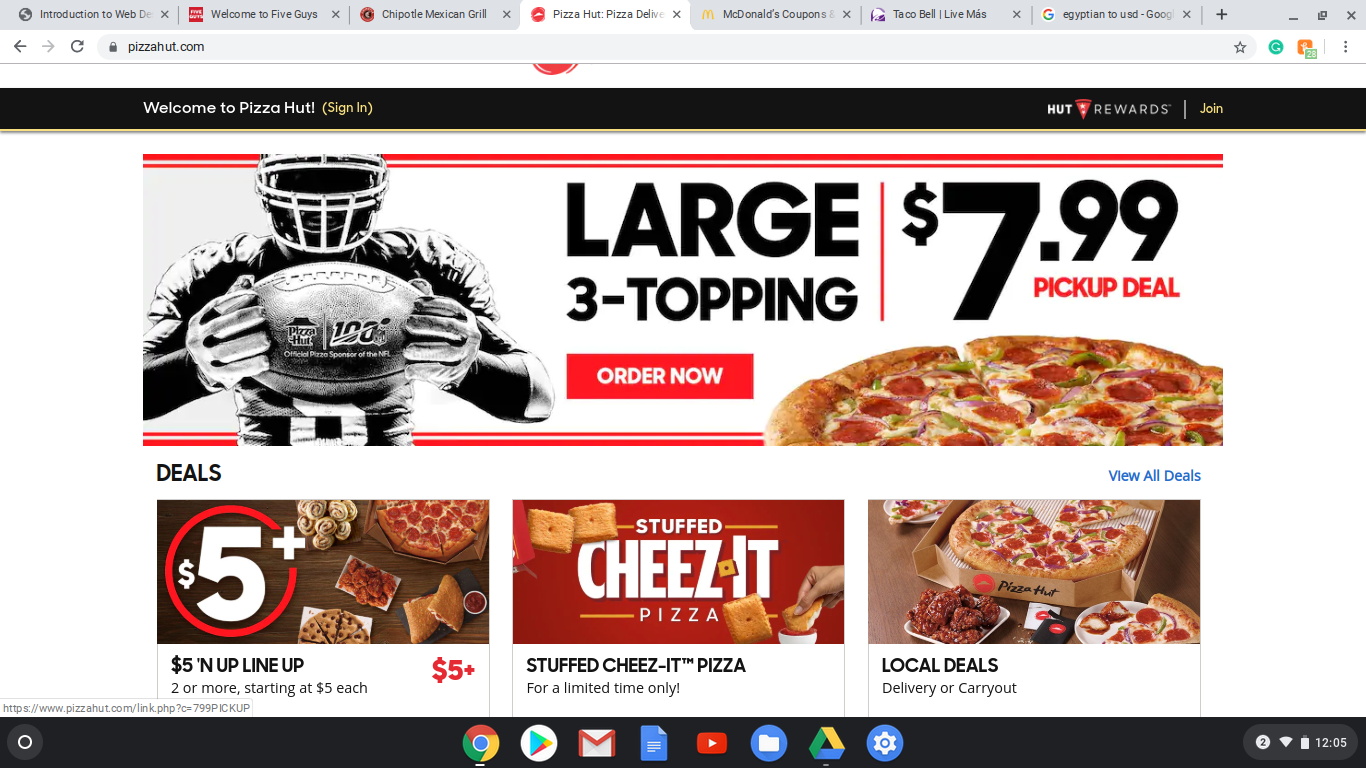 Introduction to Web De
FIVE GUYS
Welcome to Five Guys
Chipotle Mexican Grill
Pizza Hut: Pizza Delive
McDonald's Coupons &
Taco Bell | Live Más
egyptian to usd - Googl
pizzahut.com
28
Welcome to Pizza Hut! (Sign In)
HUT REWARDS
Join
LARGE
3-TOPPING
$7.99
PICKUP DEAL
ORDER NOW
Pizza Hut
100
Official Pizza Sponsor of the NFL
DEALS
View All Deals
$5+
STUFFED
CHEEZ-IT
PIZZA
Pizza Hut
$5 'N UP LINE UP
$5+
2 or more, starting at $5 each
STUFFED CHEEZ-IT™ PIZZA
For a limited time only!
LOCAL DEALS
Delivery or Carryout
https://www.pizzahut.com/link.php?c=799PICKUP
2
12:05